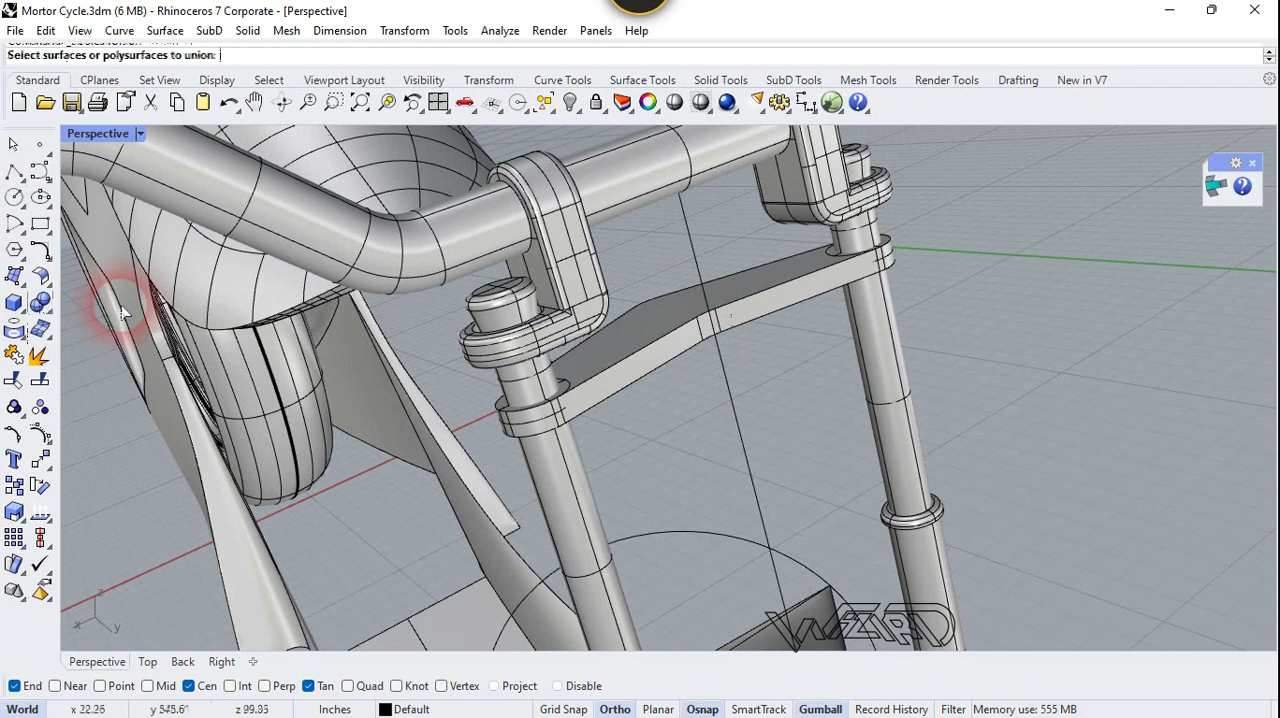 Mortor Cycle.3dm (6 MB) - Rhinoceros 7 Corporate - [Perspective]
File Edit View Curve Surface SubD Solid Mesh Dimension Transform Tools Analyze Render Panels Help
Select surfaces or polysurfaces to union:
Standard CPlanes Set View Display Select Viewport Layout Visibility Transform Curve Tools Surface Tools Solid Tools SubD Tools Mesh Tools Render Tools Drafting New in V7
Perspective
z
x y
WIZARD
Perspective Top Back Right
End Near Point Mid Cen Int Perp Tan Quad Knot Vertex Project Disable
World x 22.26 z 99.83 Inches Default Grid Snap Ortho Planar Osnap SmartTrack Gumball Record History Filter Memory use: 555 MB